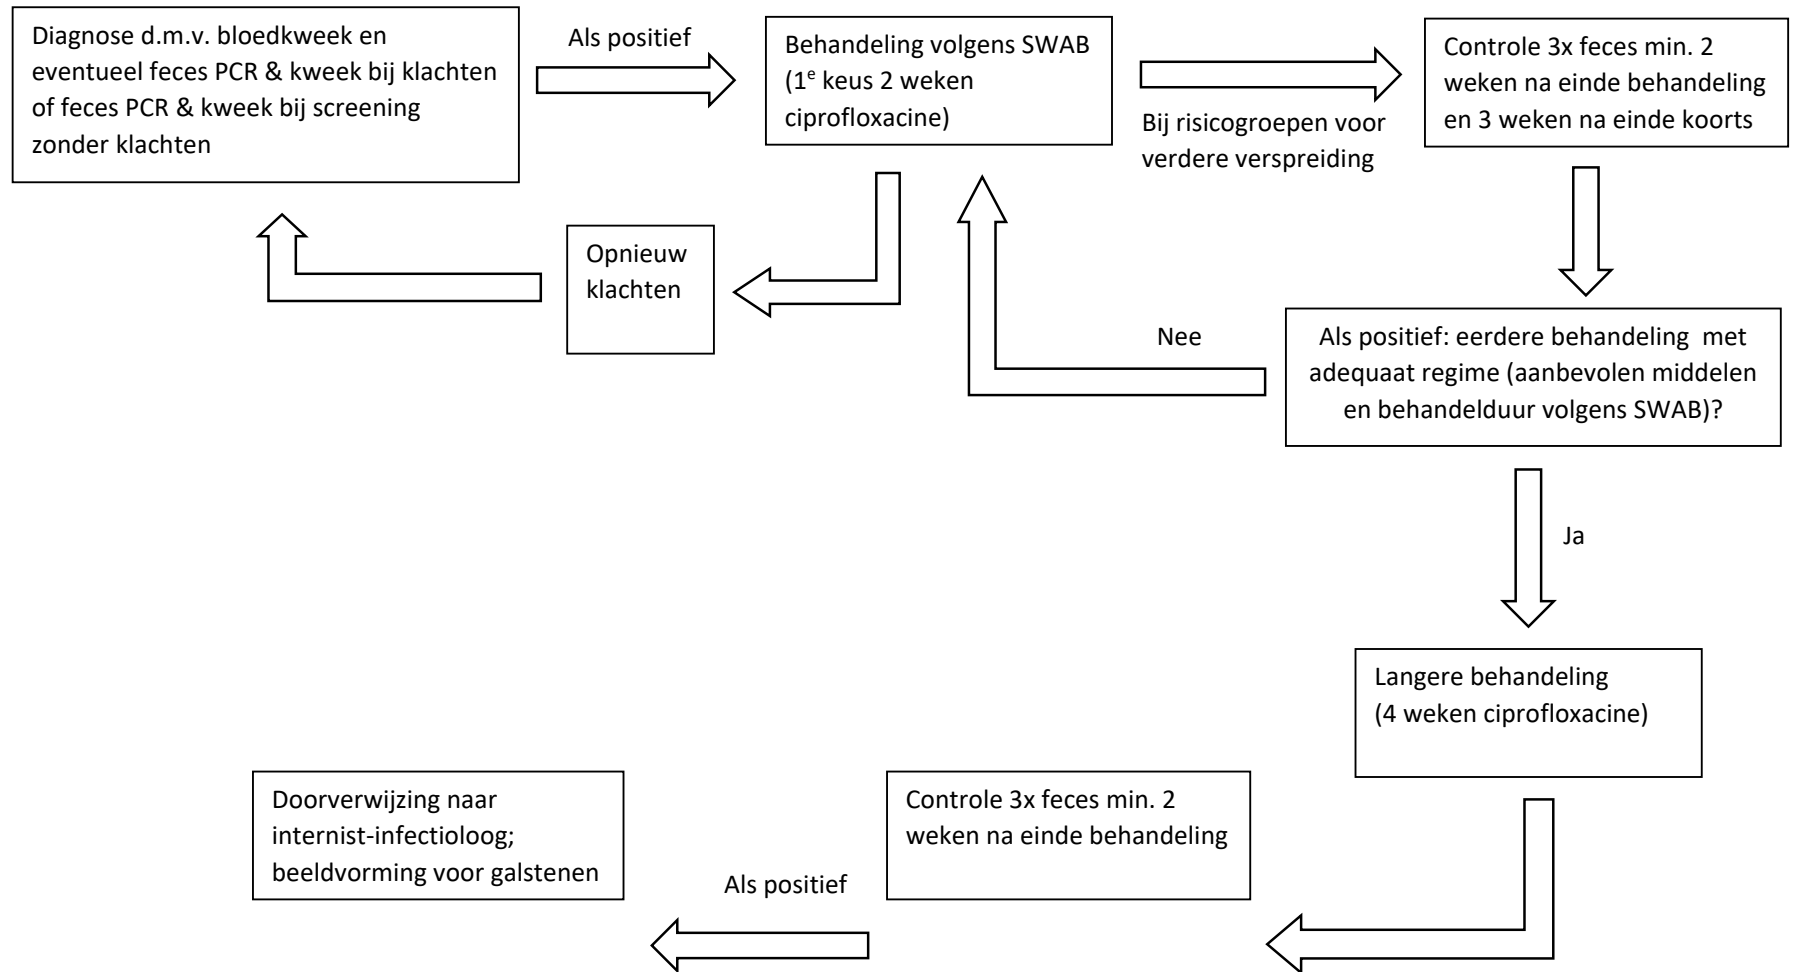 Diagnose d.m.v. bloedkweek en
eventueel feces PCR & kweek bij klachten
of feces PCR & kweek bij screening
zonder klachten
Als positief
Behandeling volgens SWAB
(1e keus 2 weken
ciprofloxacine)
Bij risicogroepen voor
verdere verspreiding
Controle 3x feces min. 2
weken na einde behandeling
en 3 weken na einde koorts
Opnieuw
klachten
Nee
Als positief: eerdere behandeling met
adequaat regime (aanbevolen middelen
en behandelduur volgens SWAB)?
Ja
Langere behandeling
(4 weken ciprofloxacine)
Controle 3x feces min. 2
weken na einde behandeling
Als positief
Doorverwijzing naar
internist-infectioloog;
beeldvorming voor galstenen